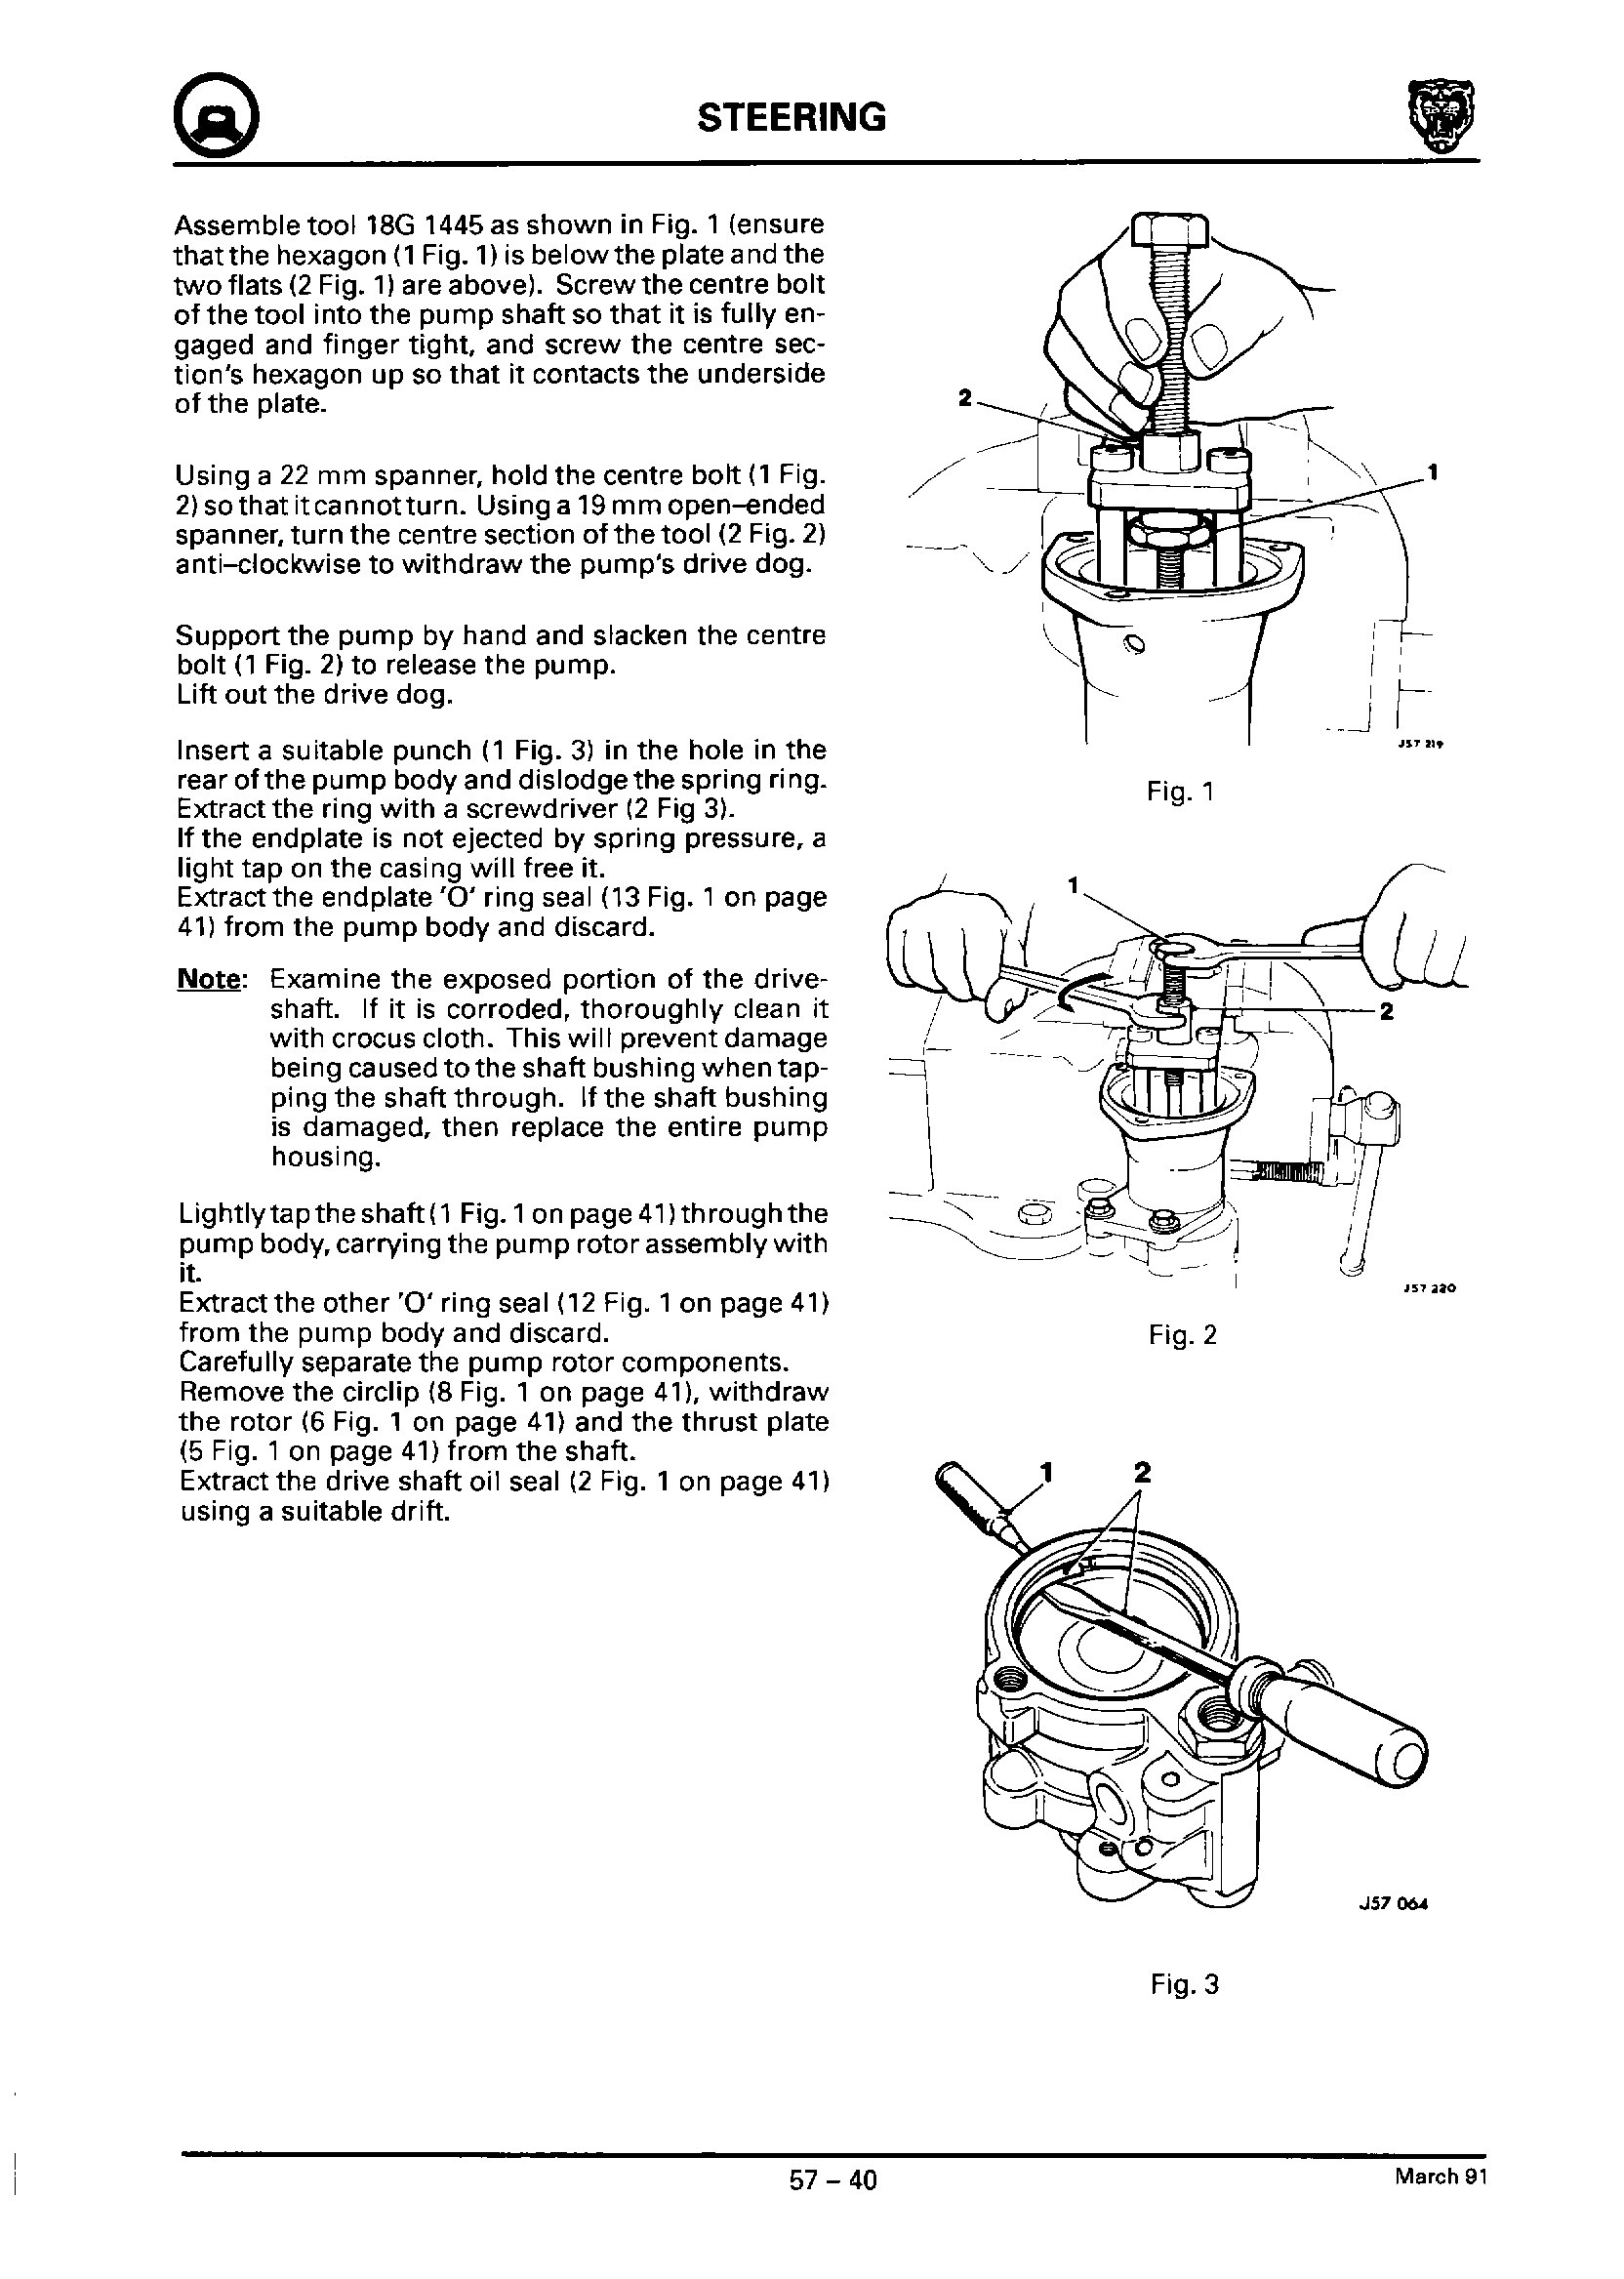 STEERING
Assemble tool 18G 1445 as shown in Fig. 1 (ensure
that the hexagon (1 Fig. 1) is below the plate and the
two flats (2 Fig. 1) are above). Screw the centre bolt
of the tool into the pump shaft so that it is fully en-
gaged and finger tight, and screw the centre sec-
tion's hexagon up so that it contacts the underside
of the plate.
Using a 22 mm spanner, hold the centre bolt (1 Fig.
2) so that it cannot turn. Using a 19 mm open-ended
spanner, turn the centre section of the tool (2 Fig. 2)
anti-clockwise to withdraw the pump's drive dog.
Support the pump by hand and slacken the centre
bolt (1 Fig. 2) to release the pump.
Lift out the drive dog.
Insert a suitable punch (1 Fig. 3) in the hole in the
rear of the pump body and dislodge the spring ring.
Extract the ring with a screwdriver (2 Fig 3).
If the endplate is not ejected by spring pressure, a
light tap on the casing will free it.
Extract the endplate 'O' ring seal (13 Fig. 1 on page
41) from the pump body and discard.
Note: Examine the exposed portion of the drive-
shaft. If it is corroded, thoroughly clean it
with crocus cloth. This will prevent damage
being caused to the shaft bushing when tap-
ping the shaft through. If the shaft bushing
is damaged, then replace the entire pump
housing.
Lightly tap the shaft (1 Fig. 1 on page 41) through the
pump body, carrying the pump rotor assembly with
it.
Extract the other 'O' ring seal (12 Fig. 1 on page 41)
from the pump body and discard.
Carefully separate the pump rotor components.
Remove the circlip (8 Fig. 1 on page 41), withdraw
the rotor (6 Fig. 1 on page 41) and the thrust plate
(5 Fig. 1 on page 41) from the shaft.
Extract the drive shaft oil seal (2 Fig. 1 on page 41)
using a suitable drift.
2
1
J57 219
Fig. 1
1
2
J57 220
Fig. 2
1 2
J57 064
Fig. 3
57 – 40
March 91